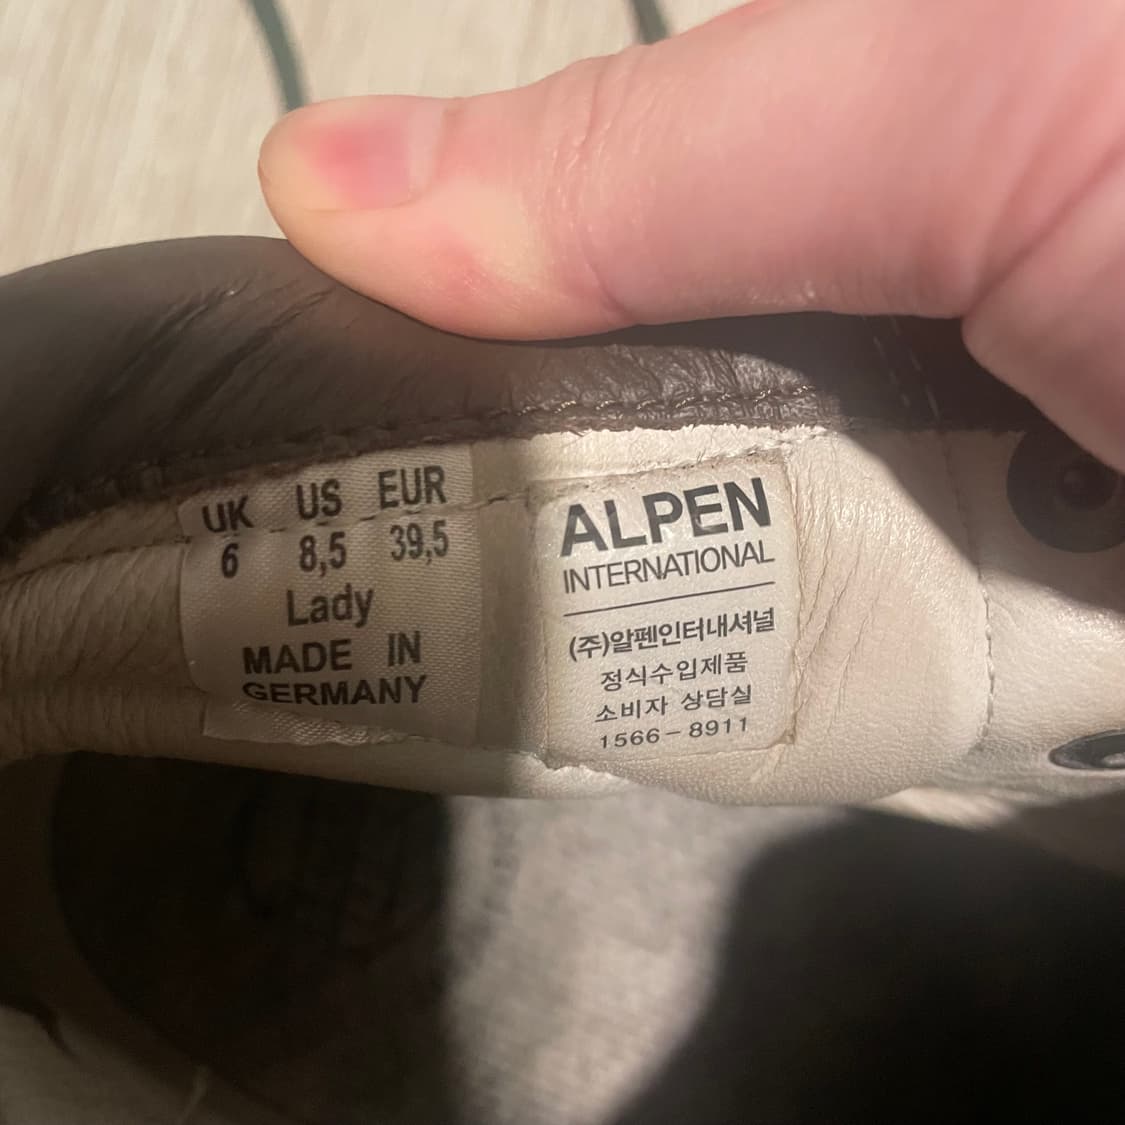 UK US EUR
6 8,5 39,5
Lady
MADE IN
GERMANY
ALPEN
INTERNATIONAL
(주)알펜인터내셔널
정식수입제품
소비자 상담실
1566-8911